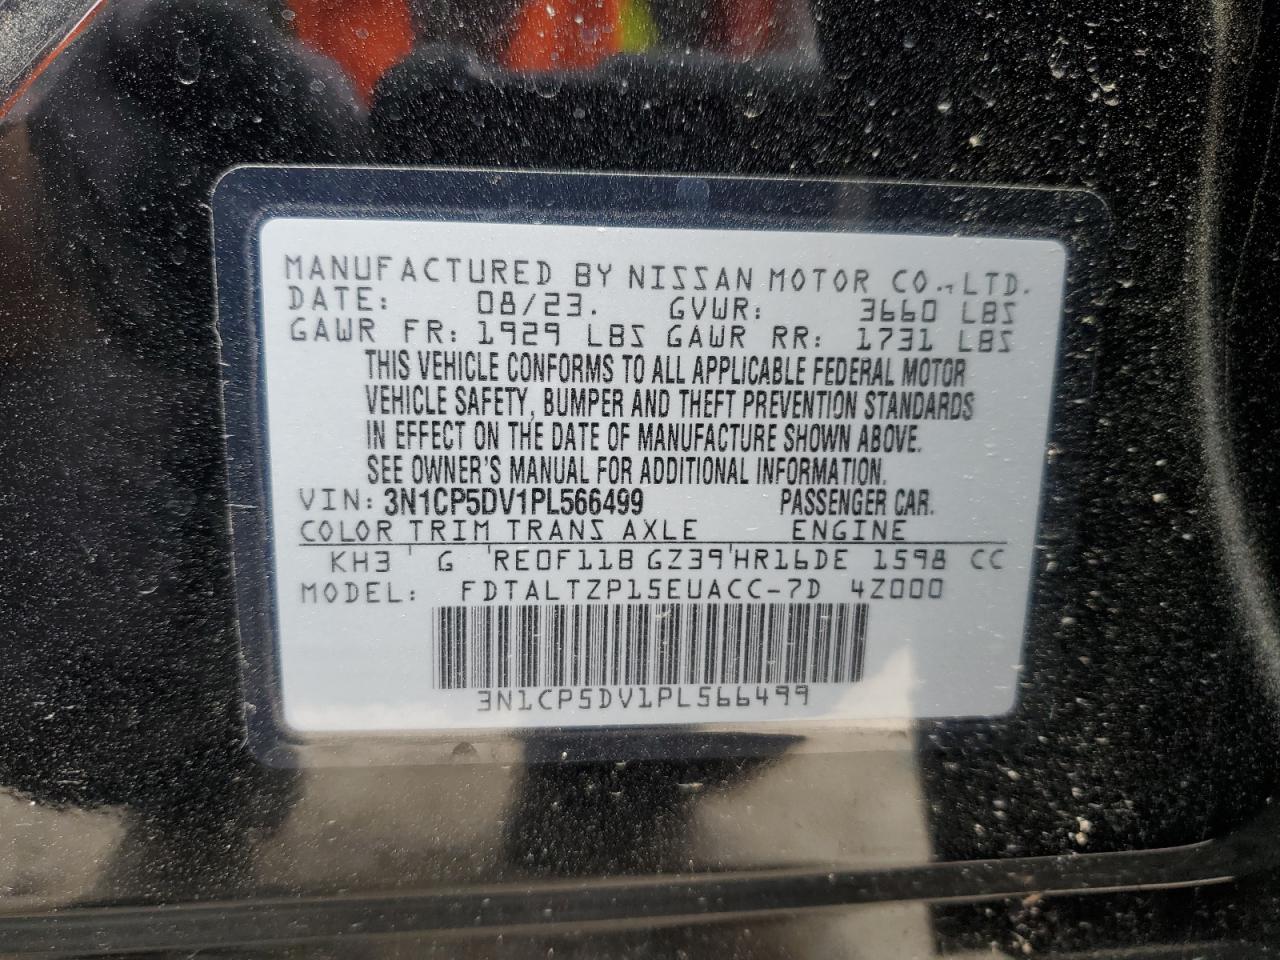 MANUFACTURED BY NISSAN MOTOR CO., LTD.
DATE: 08/23. GVWR: 3660 LBS
GAWR FR: 1929 LBS GAWR RR: 1731 LBS
THIS VEHICLE CONFORMS TO ALL APPLICABLE FEDERAL MOTOR
VEHICLE SAFETY, BUMPER AND THEFT PREVENTION STANDARDS
IN EFFECT ON THE DATE OF MANUFACTURE SHOWN ABOVE.
SEE OWNER'S MANUAL FOR ADDITIONAL INFORMATION.
VIN: 3N1CP5DV1PL566499 PASSENGER CAR.
COLOR TRIM TRANS AXLE ENGINE
KH3 ' G 'RE0F11B GZ39'HR16DE 1598 CC
MODEL: FDTALTZP15EUACC-7D 4Z000
3N1CP5DV1PL566499